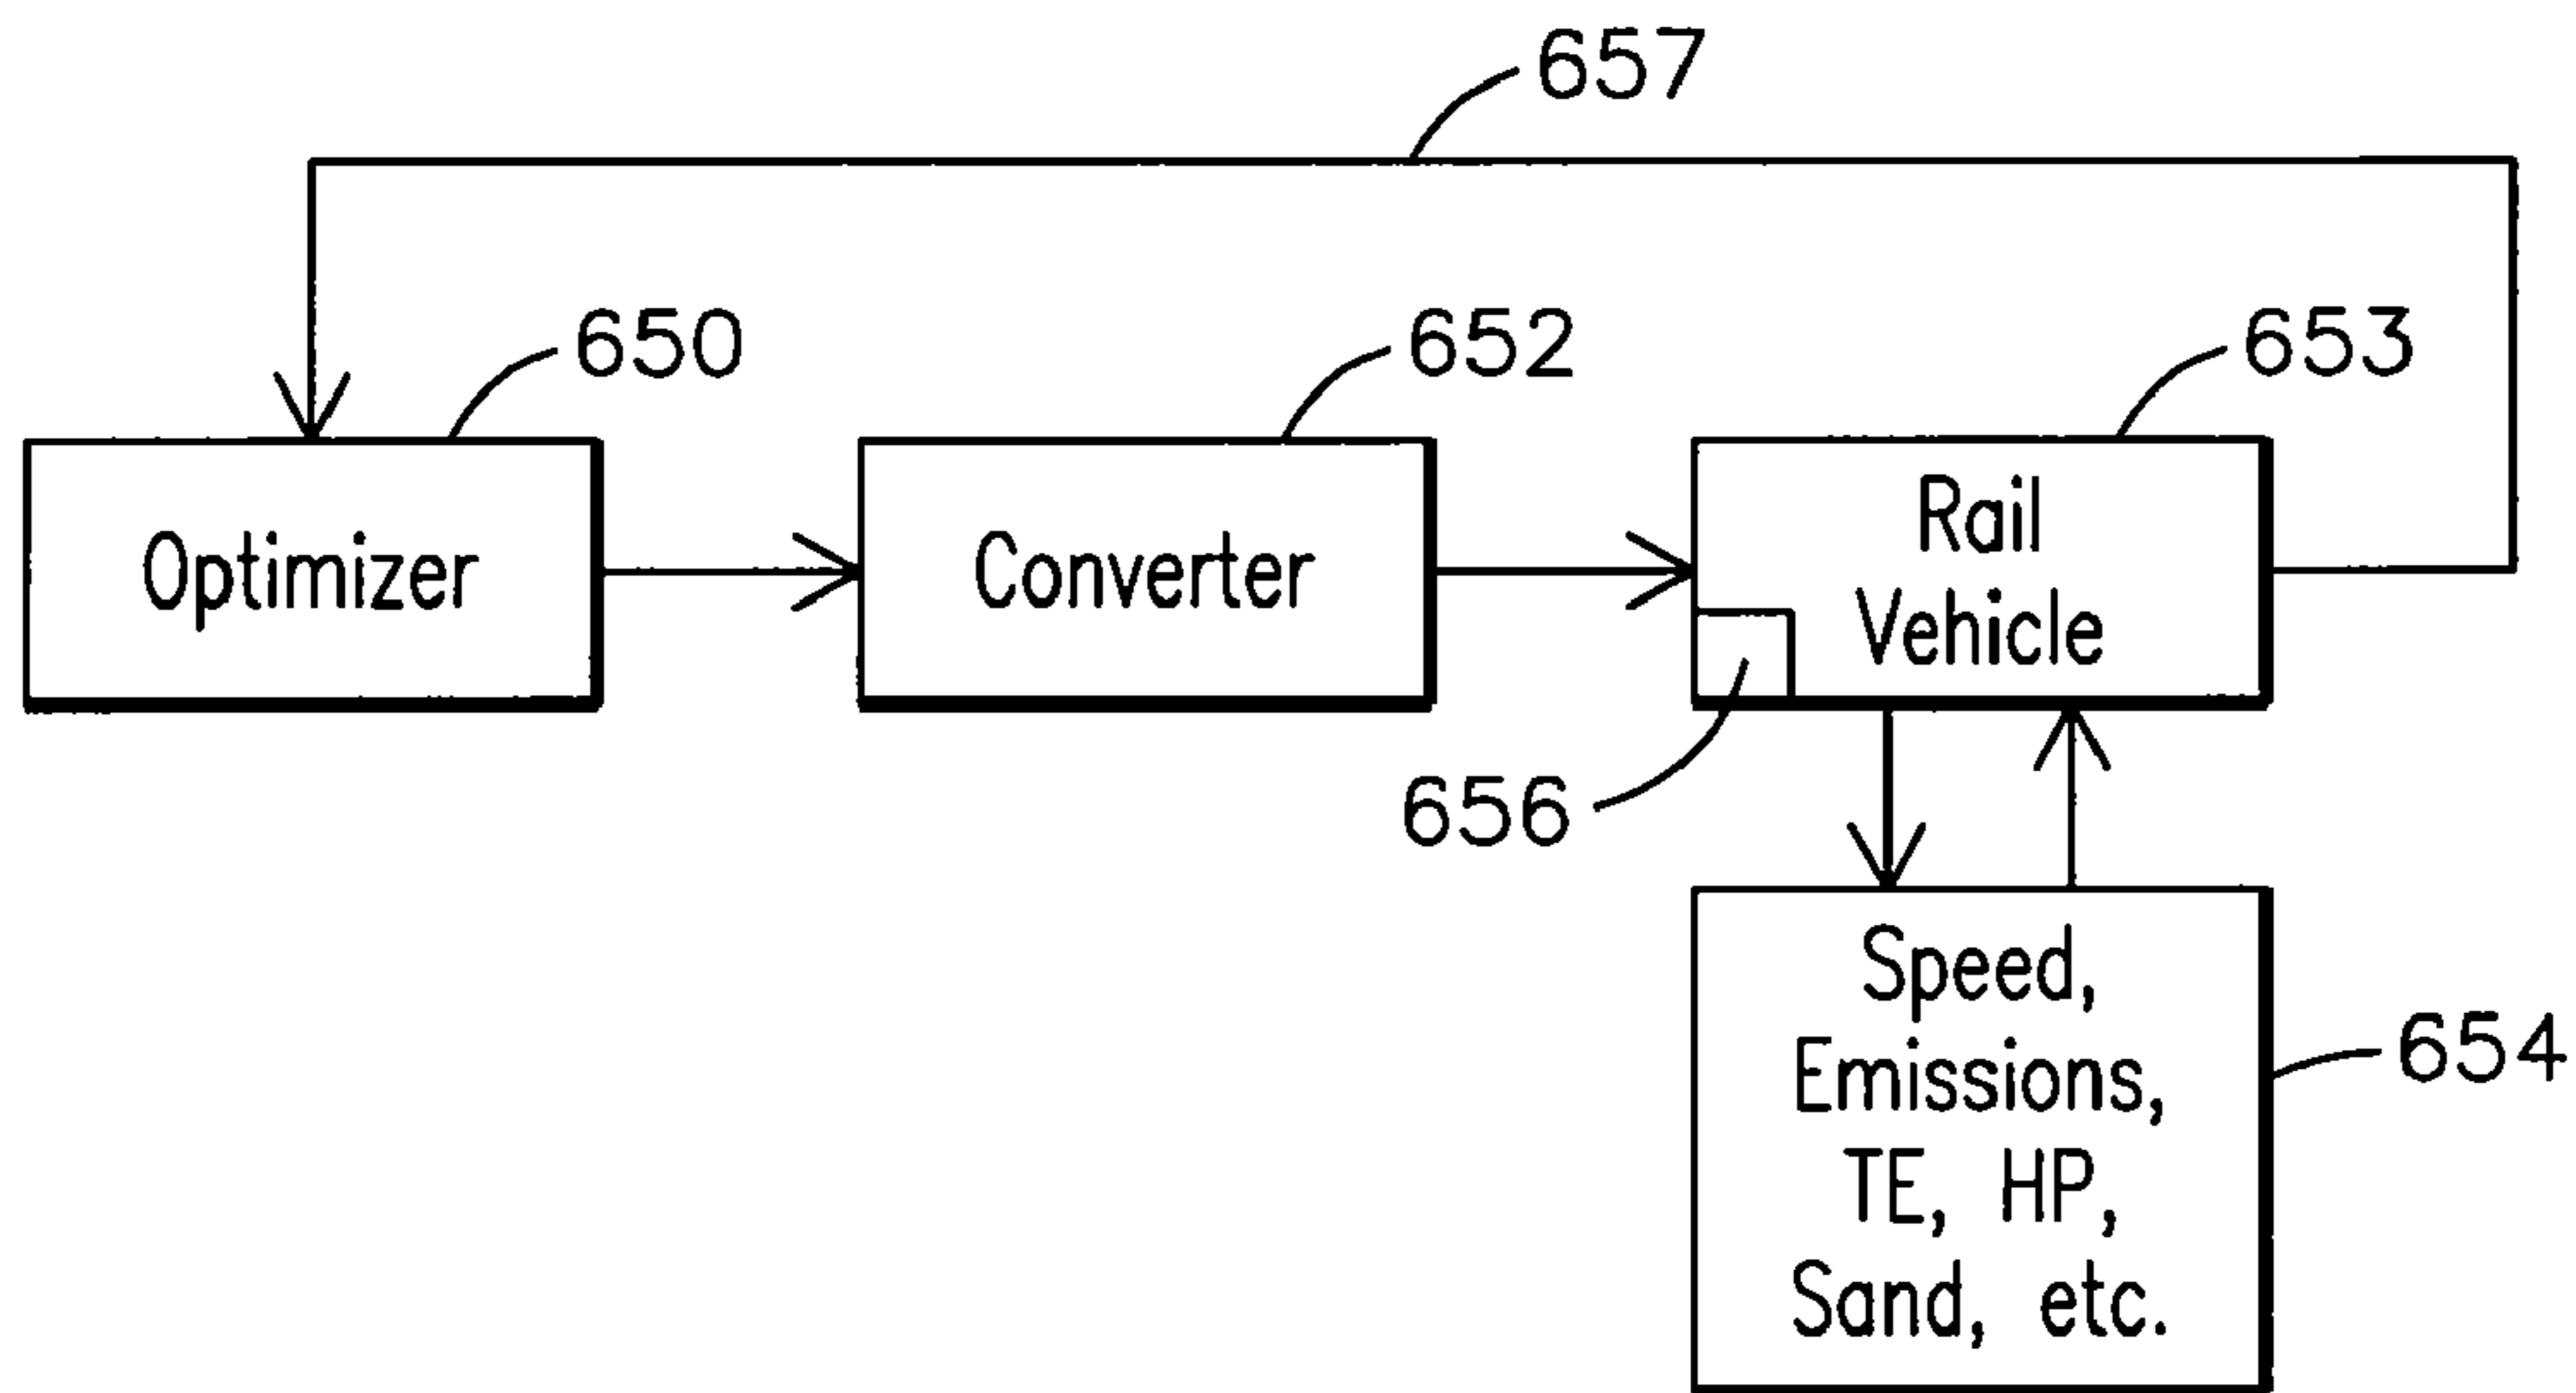 657
650
652
653
Optimizer
Converter
Rail
Vehicle
656
Speed,
Emissions,
TE, HP,
Sand, etc.
654